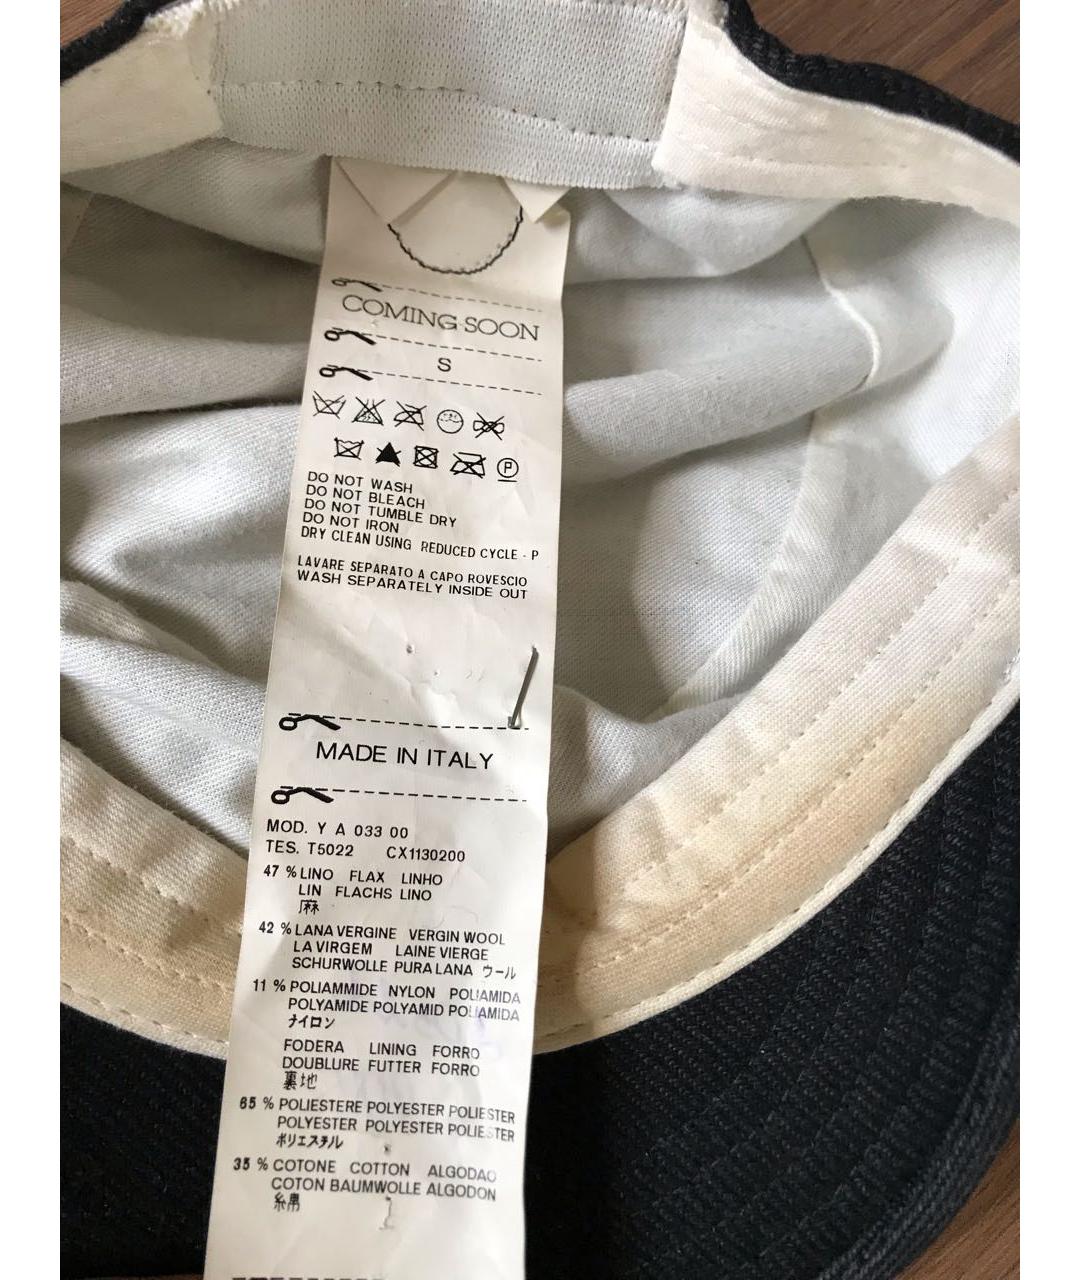 COMING SOON
S
P
DO NOT WASH
DO NOT BLEACH
DO NOT TUMBLE DRY
DO NOT IRON
DRY CLEAN USING REDUCED CYCLE - P
LAVARE SEPARATO A CAPO ROVESCIO
WASH SEPARATELY INSIDE OUT
MADE IN ITALY
MOD. Y A 033 00
TES. T5022 CX1130200
47 % LINO FLAX LINHO
LIN FLACHS LINO
麻
42 % LANA VERGINE VERGIN WOOL
LA VIRGEM LAINE VIERGE
SCHURWOLLE PURA LANA ウール
11 % POLIAMMIDE NYLON POLIAMIDA
POLYAMIDE POLYAMID POLIAMIDA
ナイロン
FODERA LINING FORRO
DOUBLURE FUTTER FORRO
裏地
65 % POLIESTERE POLYESTER POLIESTER
POLYESTER POLYESTER POLIESTER
ポリエステル
35 % COTONE COTTON ALGODAO
COTON BAUMWOLLE ALGODON
糸帛